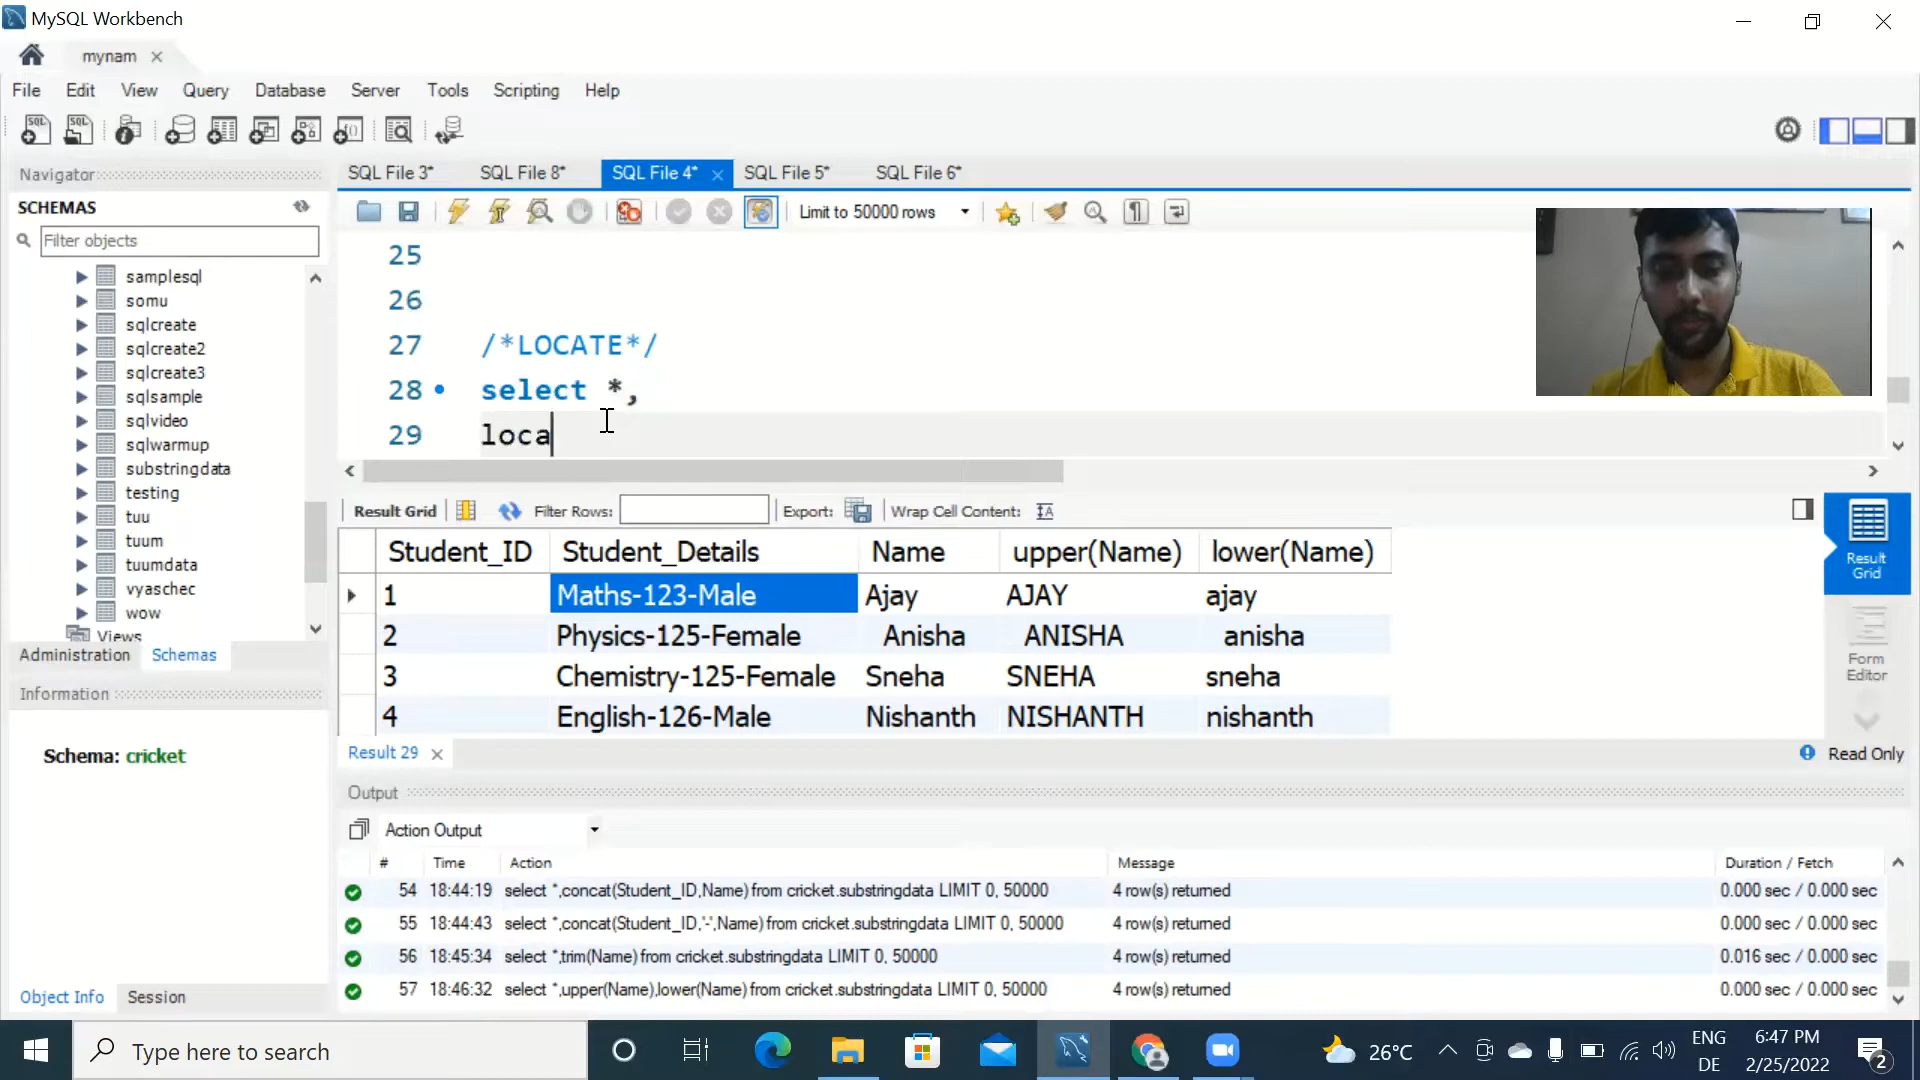 MySQL Workbench
mynam
File Edit View Query Database Server Tools Scripting Help
Navigator
SCHEMAS
Filter objects
samplesql
somu
sqlcreate
sqlcreate2
sqlcreate3
sqlsample
sqlvideo
sqlwarmup
substringdata
testing
tuu
tuum
tuumdata
vyaschec
wow
Views
Administration Schemas
Information
Schema: cricket
Object Info Session
SQL File 3* SQL File 8* SQL File 4* SQL File 5* SQL File 6*
Limit to 50000 rows
25
26
27 /*LOCATE*/
28 select *,
29 loca
Result Grid Filter Rows: Export: Wrap Cell Content:
Student_ID Student_Details Name upper(Name) lower(Name)
1 Maths-123-Male Ajay AJAY ajay
2 Physics-125-Female Anisha ANISHA anisha
3 Chemistry-125-Female Sneha SNEHA sneha
4 English-126-Male Nishanth NISHANTH nishanth
Result Grid
Form Editor
Result 29
Read Only
Output
Action Output
# Time Action Message Duration / Fetch
54 18:44:19 select *,concat(Student_ID,Name) from cricket.substringdata LIMIT 0, 50000 4 row(s) returned 0.000 sec / 0.000 sec
55 18:44:43 select *,concat(Student_ID,'-',Name) from cricket.substringdata LIMIT 0, 50000 4 row(s) returned 0.000 sec / 0.000 sec
56 18:45:34 select *,trim(Name) from cricket.substringdata LIMIT 0, 50000 4 row(s) returned 0.016 sec / 0.000 sec
57 18:46:32 select *,upper(Name),lower(Name) from cricket.substringdata LIMIT 0, 50000 4 row(s) returned 0.000 sec / 0.000 sec
Type here to search
26°C
ENG
DE
6:47 PM
2/25/2022
2